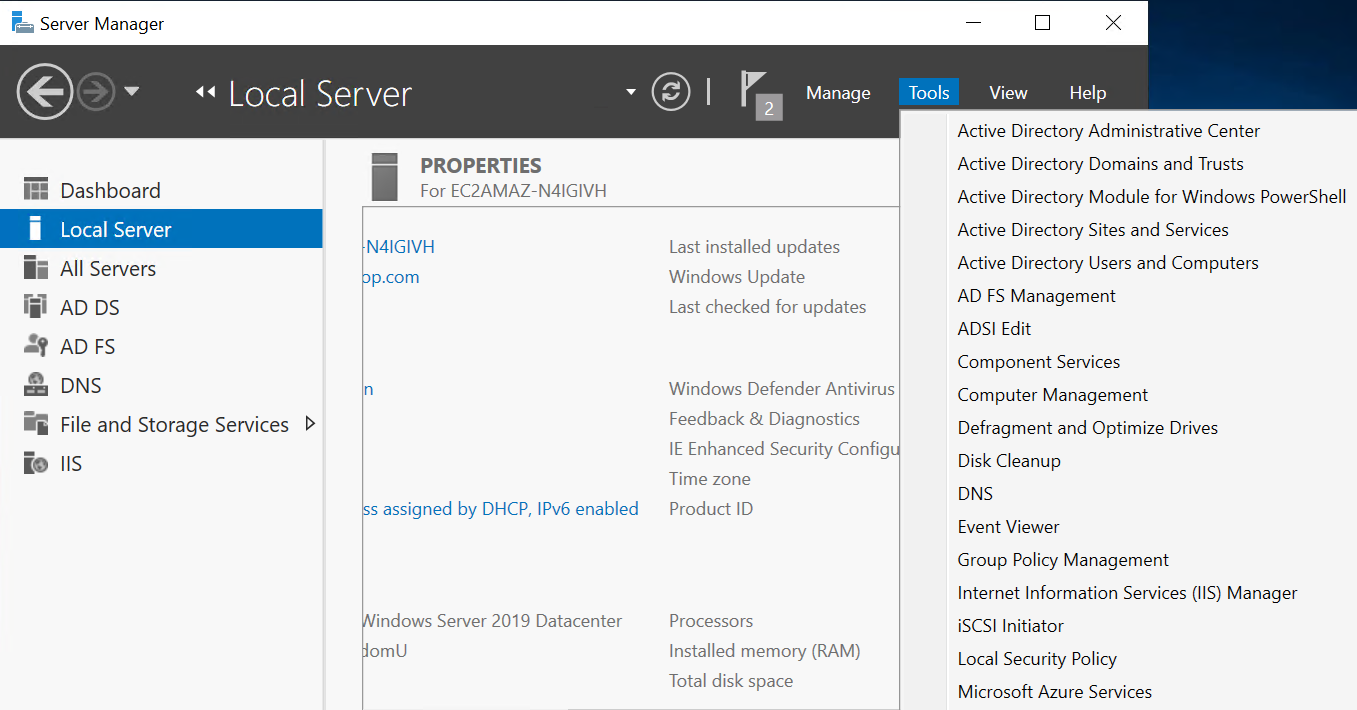 Server Manager
Local Server
2
Manage
Tools
View
Help
Dashboard
Local Server
All Servers
AD DS
AD FS
DNS
File and Storage Services
IIS
PROPERTIES
For EC2AMAZ-N4IGIVH
-N4IGIVH
Last installed updates
op.com
Windows Update
Last checked for updates
n
Windows Defender Antivirus
Feedback & Diagnostics
IE Enhanced Security Configu
Time zone
ss assigned by DHCP, IPv6 enabled
Product ID
Windows Server 2019 Datacenter
Processors
domU
Installed memory (RAM)
Total disk space
Active Directory Administrative Center
Active Directory Domains and Trusts
Active Directory Module for Windows PowerShell
Active Directory Sites and Services
Active Directory Users and Computers
AD FS Management
ADSI Edit
Component Services
Computer Management
Defragment and Optimize Drives
Disk Cleanup
DNS
Event Viewer
Group Policy Management
Internet Information Services (IIS) Manager
iSCSI Initiator
Local Security Policy
Microsoft Azure Services